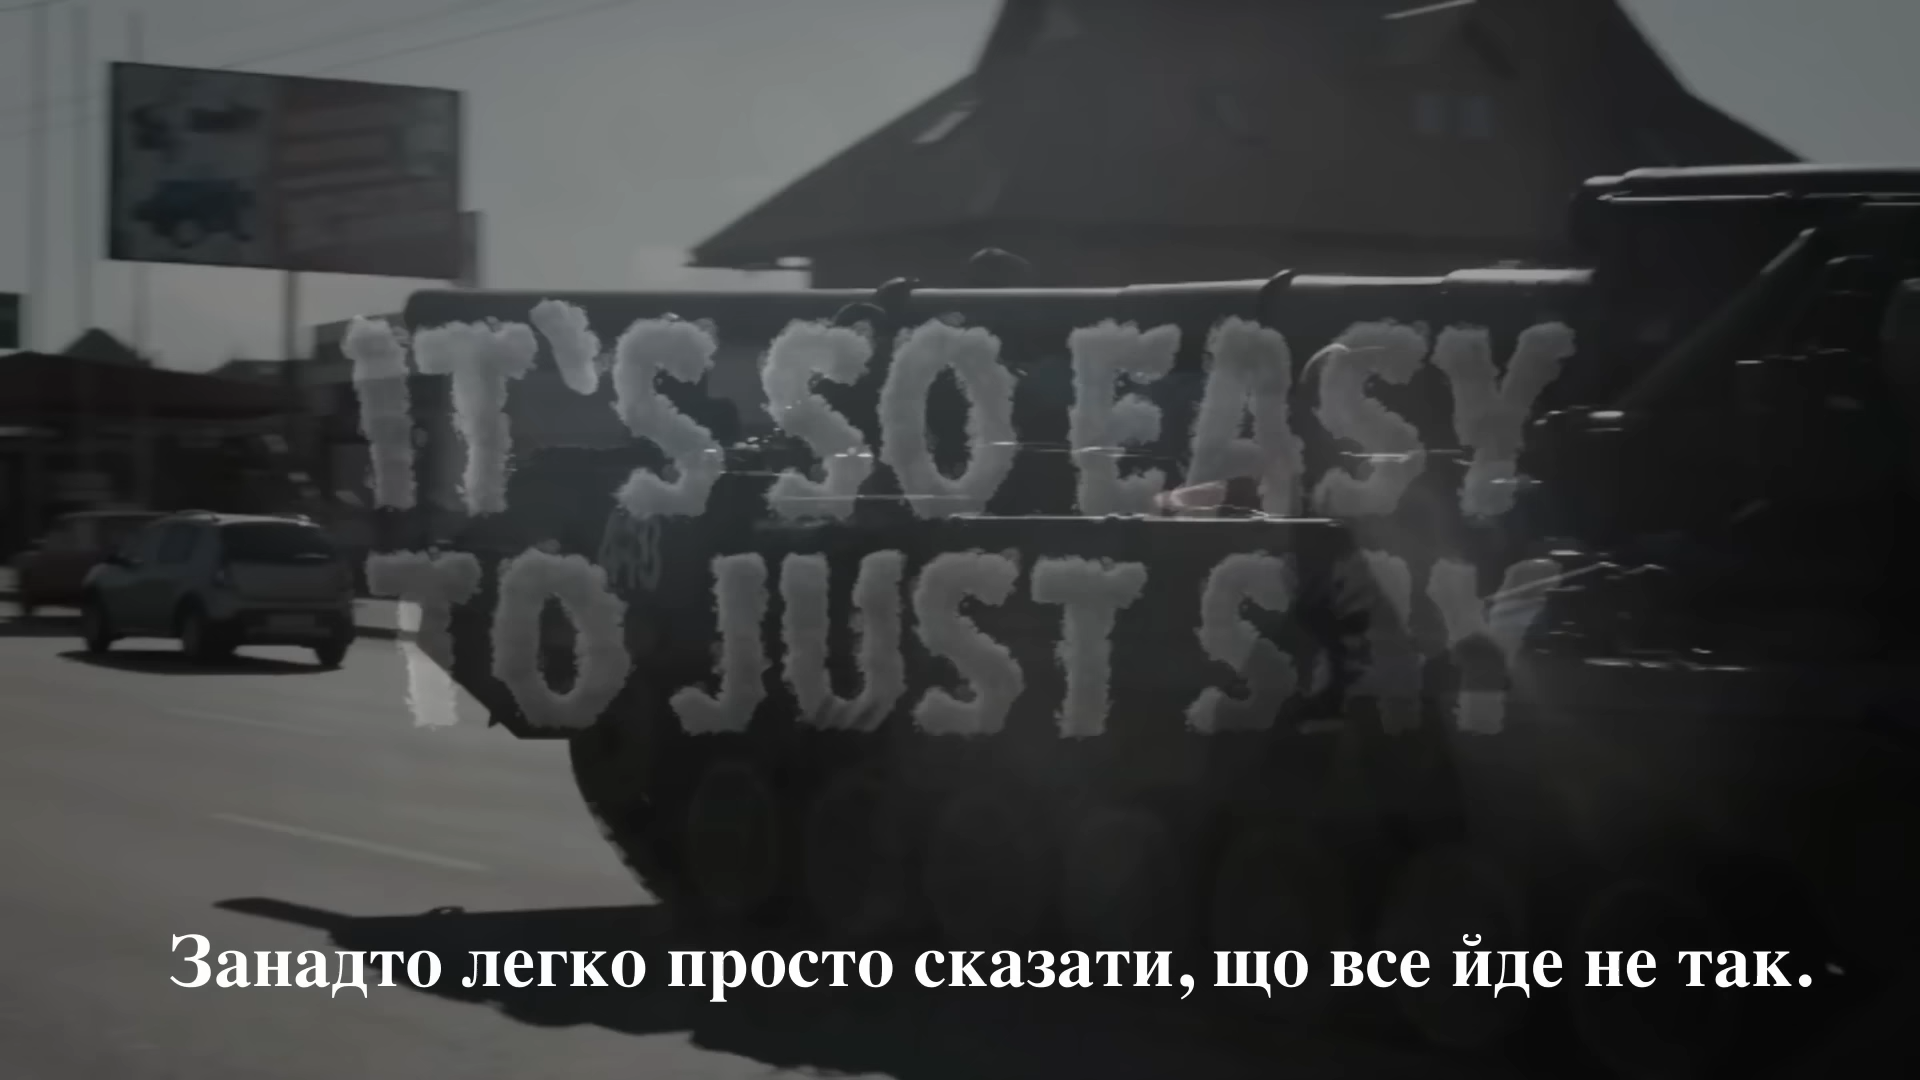 IT'S SO EASY
TO JUST SAY
Занадто легко просто сказати, що все йде не так.